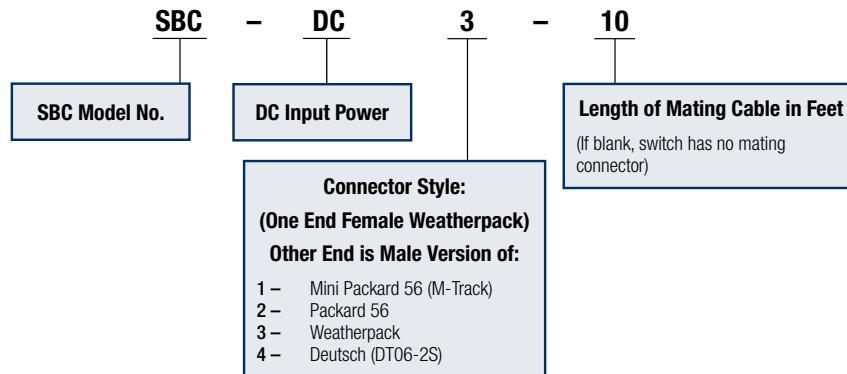 SBC – DC 3 – 10
SBC Model No.
DC Input Power
Length of Mating Cable in Feet
(If blank, switch has no mating
connector)
Connector Style:
(One End Female Weatherpack)
Other End is Male Version of:
1 – Mini Packard 56 (M-Track)
2 – Packard 56
3 – Weatherpack
4 – Deutsch (DT06-2S)